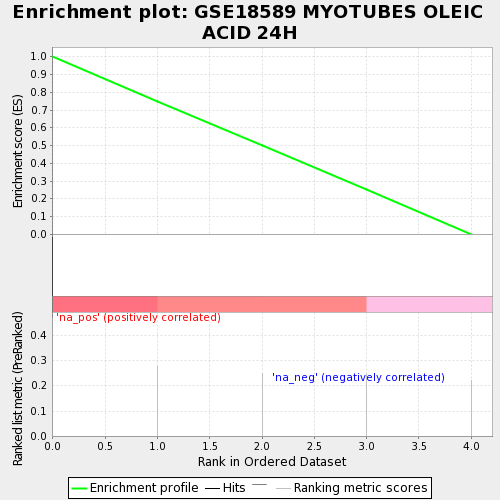 Enrichment plot: GSE18589 MYOTUBES OLEIC
ACID 24H
Enrichment score (ES)
1.0
0.9
0.8
0.7
0.6
0.5
0.4
0.3
0.2
0.1
0.0
'na_pos' (positively correlated)
'na_neg' (negatively correlated)
Ranked list metric (PreRanked)
0.4
0.3
0.2
0.1
0.0
0.0 0.5 1.0 1.5 2.0 2.5 3.0 3.5 4.0
Rank in Ordered Dataset
Enrichment profile Hits Ranking metric scores